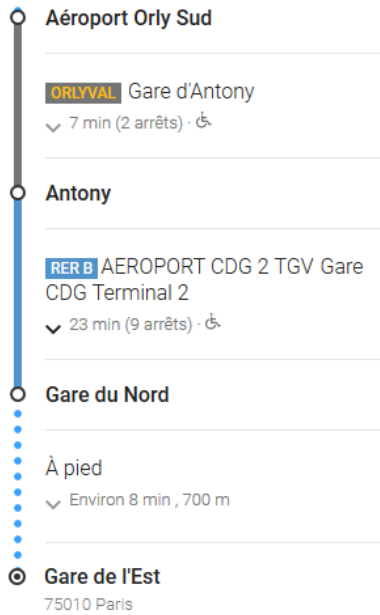 Aéroport Orly Sud
ORLYVAL Gare d'Antony
7 min (2 arrêts) ·
Antony
RER B AEROPORT CDG 2 TGV Gare
CDG Terminal 2
23 min (9 arrêts) ·
Gare du Nord
À pied
Environ 8 min , 700 m
Gare de l'Est
75010 Paris